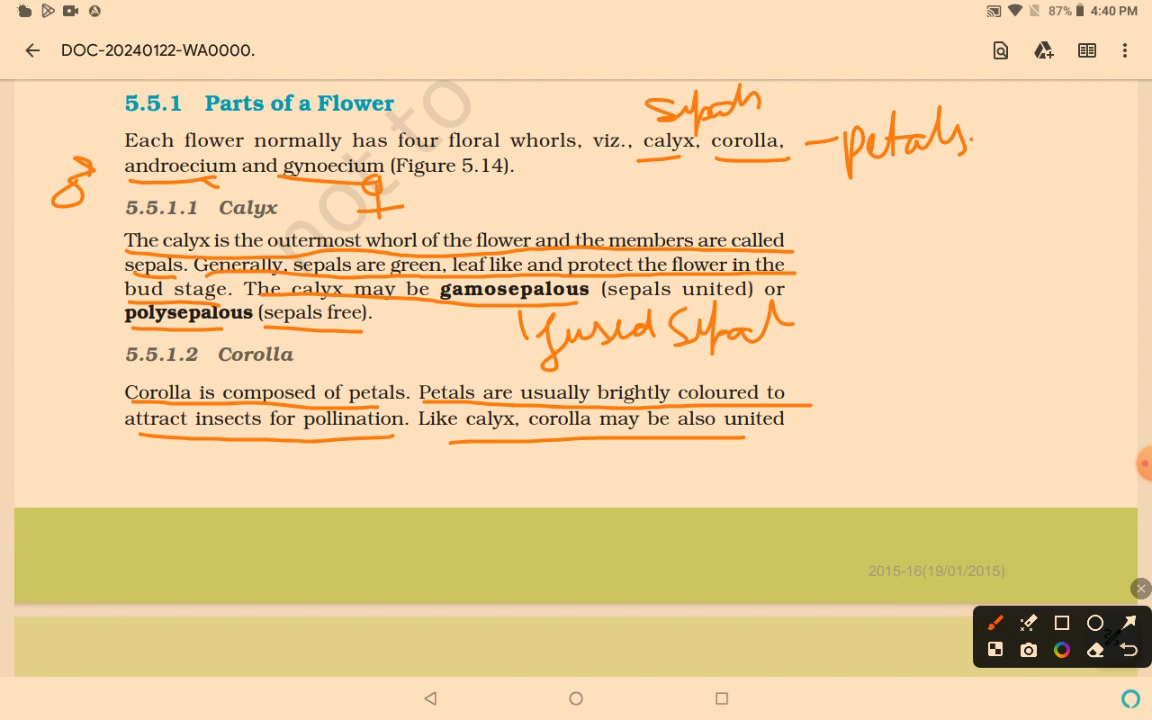 87% 4:40 PM
DOC-20240122-WA0000.
5.5.1 Parts of a Flower
sepals
Each flower normally has four floral whorls, viz., calyx, corolla, - petals.
androecium and gynoecium (Figure 5.14).
not to
5.5.1.1 Calyx
The calyx is the outermost whorl of the flower and the members are called
sepals. Generally, sepals are green, leaf like and protect the flower in the
bud stage. The calyx may be gamosepalous (sepals united) or
polysepalous (sepals free).
fused Sepal
5.5.1.2 Corolla
Corolla is composed of petals. Petals are usually brightly coloured to
attract insects for pollination. Like calyx, corolla may be also united
2015-16(19/01/2015)